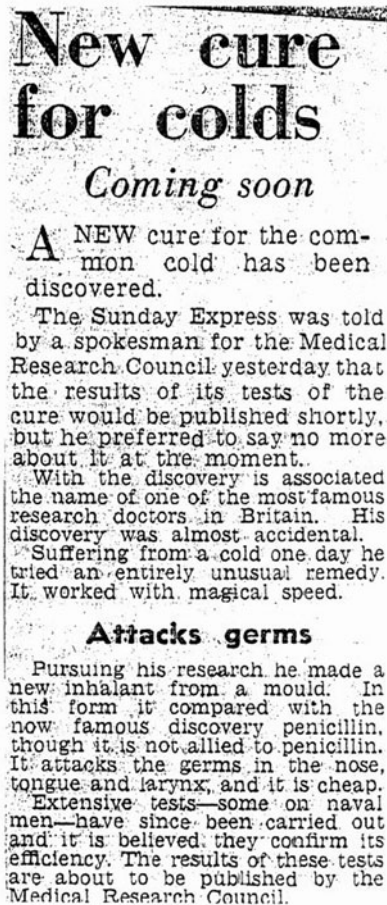 New cure
for colds
Coming soon
A NEW cure for the com-
mon cold has been
discovered.
The Sunday Express was told
by a spokesman for the Medical
Research Council yesterday that
the results of its tests of the
cure would be published shortly,
but he preferred to say no more
about it at the moment.
With the discovery is associated
the name of one of the most famous
research doctors in Britain. His
discovery was almost accidental.
Suffering from a cold one day he
tried an entirely unusual remedy.
It worked with magical speed.
Attacks germs
Pursuing his research he made a
new inhalant from a mould. In
this form it compared with the
now famous discovery penicillin,
though it is not allied to penicillin.
It attacks the germs in the nose,
tongue and larynx, and it is cheap.
Extensive tests—some on naval
men—have since been carried out
and it is believed they confirm its
efficiency. The results of these tests
are about to be published by the
Medical Research Council.